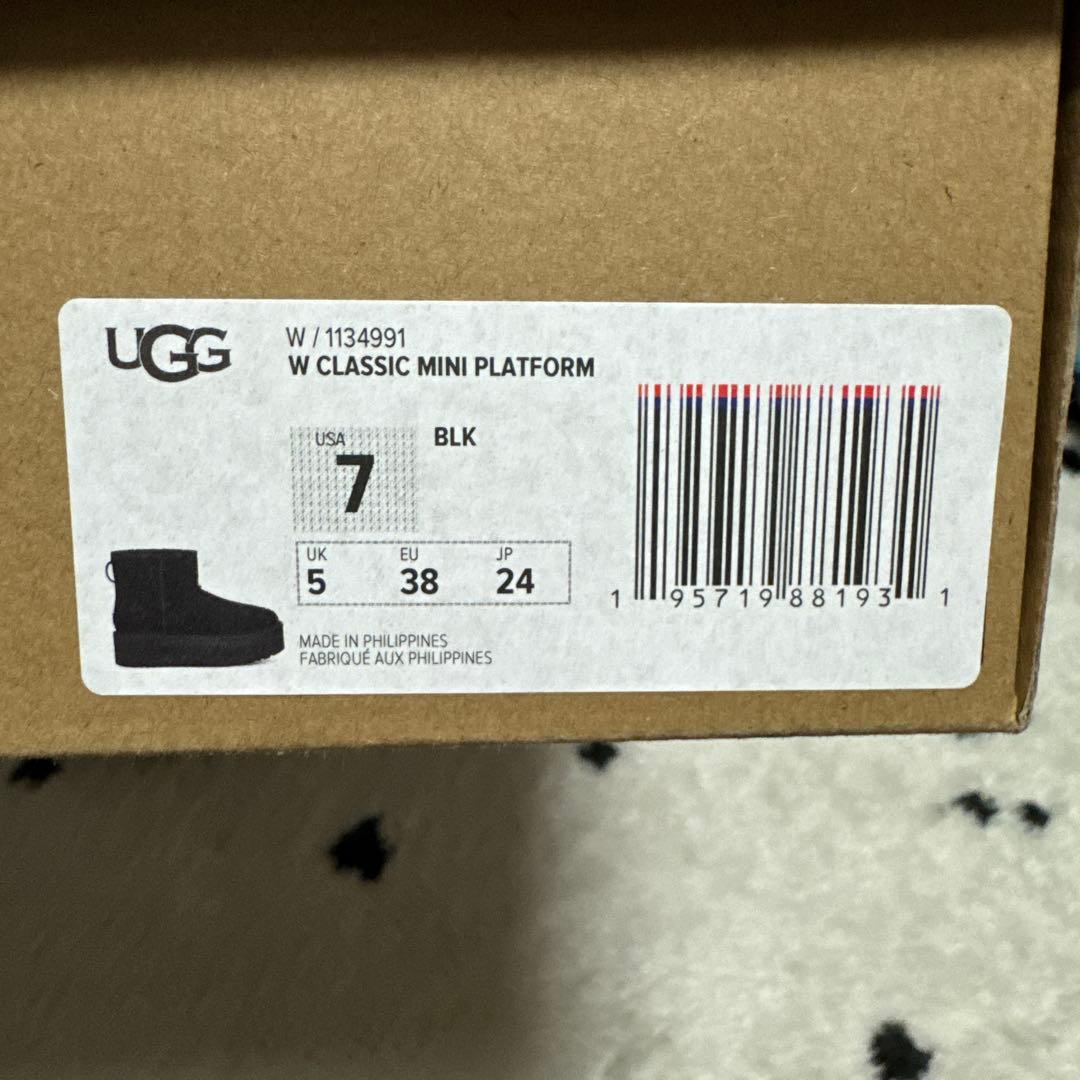 UGG
W / 1134991
W CLASSIC MINI PLATFORM
USA
7
BLK
UK EU JP
5 38 24
MADE IN PHILIPPINES
FABRIQUÉ AUX PHILIPPINES
1 95719 88193 1